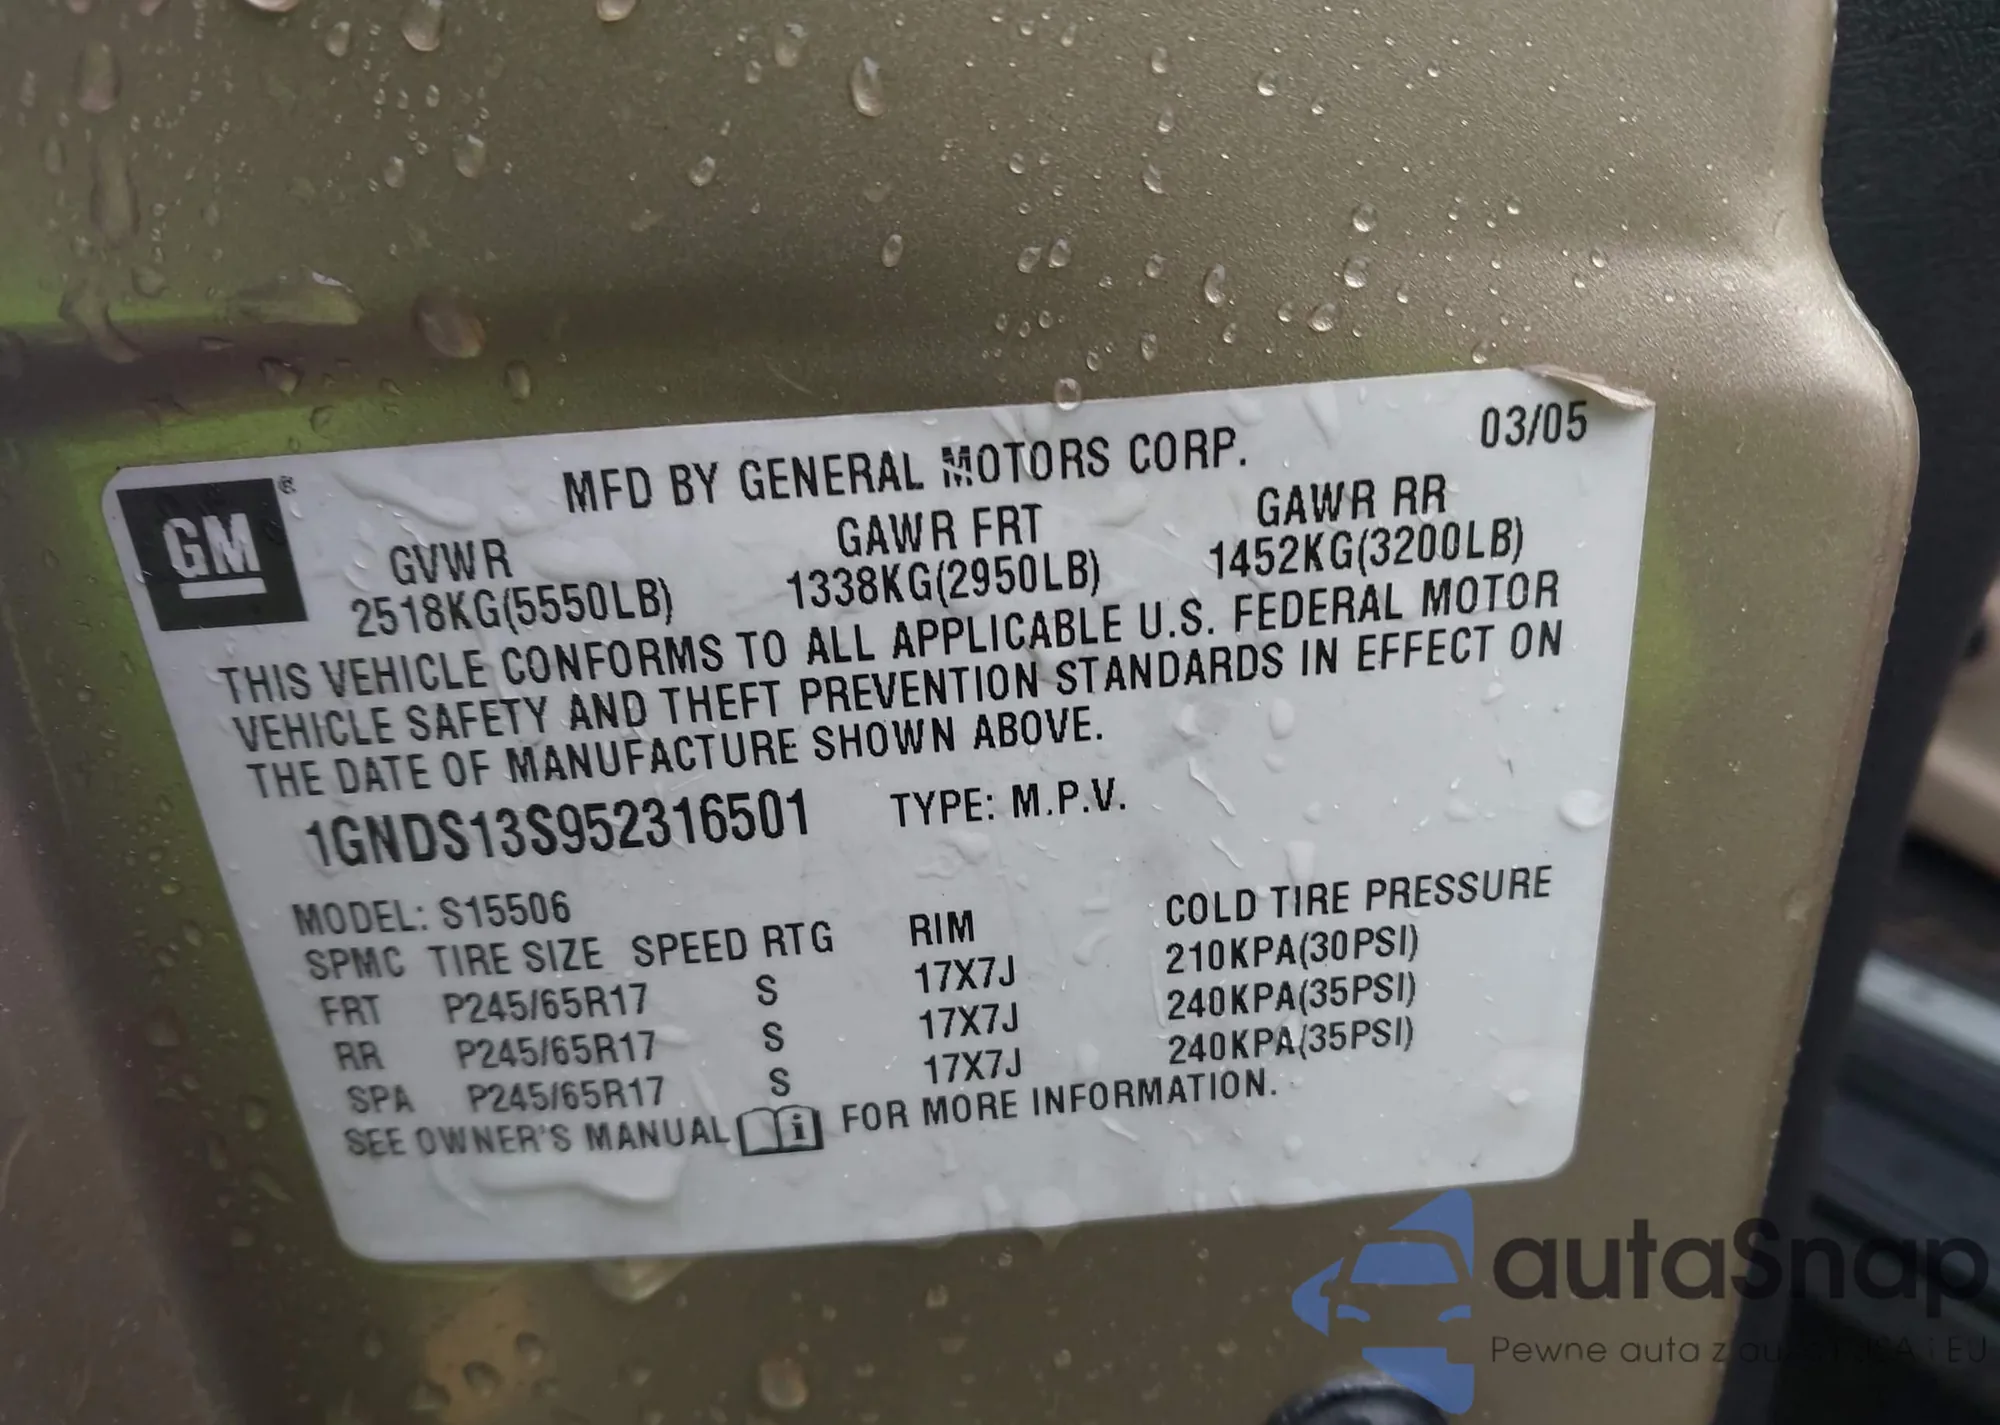 03/05
MFD BY GENERAL MOTORS CORP.
GM ®
GVWR GAWR FRT GAWR RR
2518KG(5550LB) 1338KG(2950LB) 1452KG(3200LB)
THIS VEHICLE CONFORMS TO ALL APPLICABLE U.S. FEDERAL MOTOR
VEHICLE SAFETY AND THEFT PREVENTION STANDARDS IN EFFECT ON
THE DATE OF MANUFACTURE SHOWN ABOVE.
1GNDS13S952316501 TYPE: M.P.V.
MODEL: S15506
SPMC TIRE SIZE SPEED RTG RIM COLD TIRE PRESSURE
FRT P245/65R17 S 17X7J 210KPA(30PSI)
RR P245/65R17 S 17X7J 240KPA(35PSI)
SPA P245/65R17 S 17X7J 240KPA(35PSI)
SEE OWNER'S MANUAL i FOR MORE INFORMATION.
autaSnap
Pewne auta z i EU